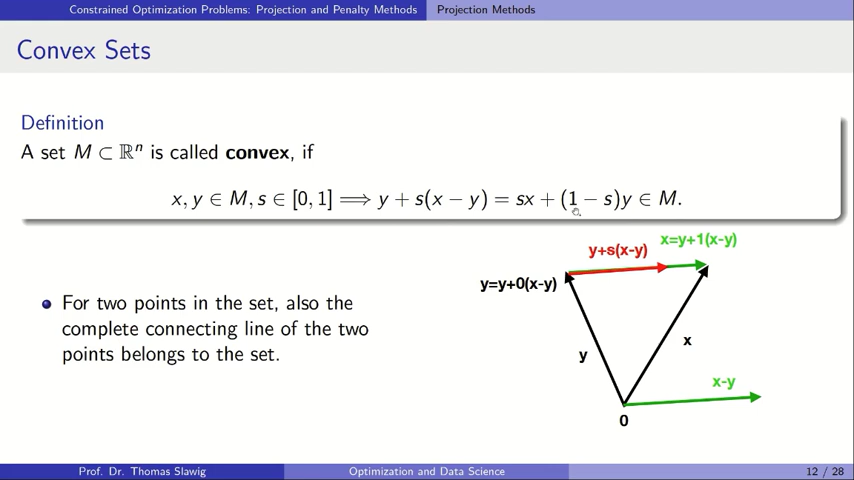 Constrained Optimization Problems: Projection and Penalty Methods Projection Methods
Convex Sets
Definition
A set M ⊂ ℝⁿ is called convex, if
x, y ∈ M, s ∈ [0, 1] ⟹ y + s(x − y) = sx + (1 − s)y ∈ M.
x=y+1(x-y)
y+s(x-y)
y=y+0(x-y)
For two points in the set, also the
complete connecting line of the two
points belongs to the set.
x
y
x-y
0
Prof. Dr. Thomas Slawig Optimization and Data Science 12 / 28